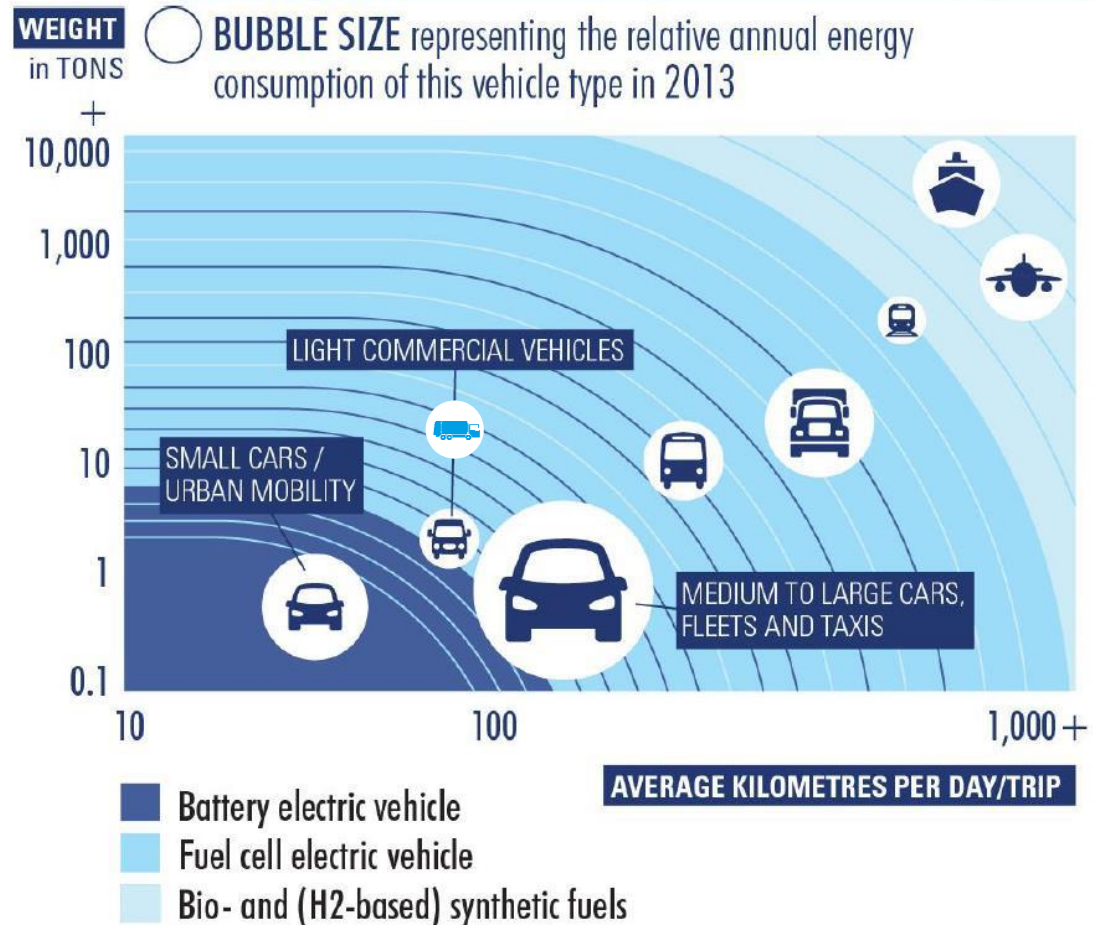 WEIGHT
in TONS
BUBBLE SIZE representing the relative annual energy
consumption of this vehicle type in 2013
+
10,000
1,000
100
10
1
0.1
LIGHT COMMERCIAL VEHICLES
SMALL CARS /
URBAN MOBILITY
MEDIUM TO LARGE CARS,
FLEETS AND TAXIS
10
100
1,000+
AVERAGE KILOMETRES PER DAY/TRIP
Battery electric vehicle
Fuel cell electric vehicle
Bio- and (H2-based) synthetic fuels